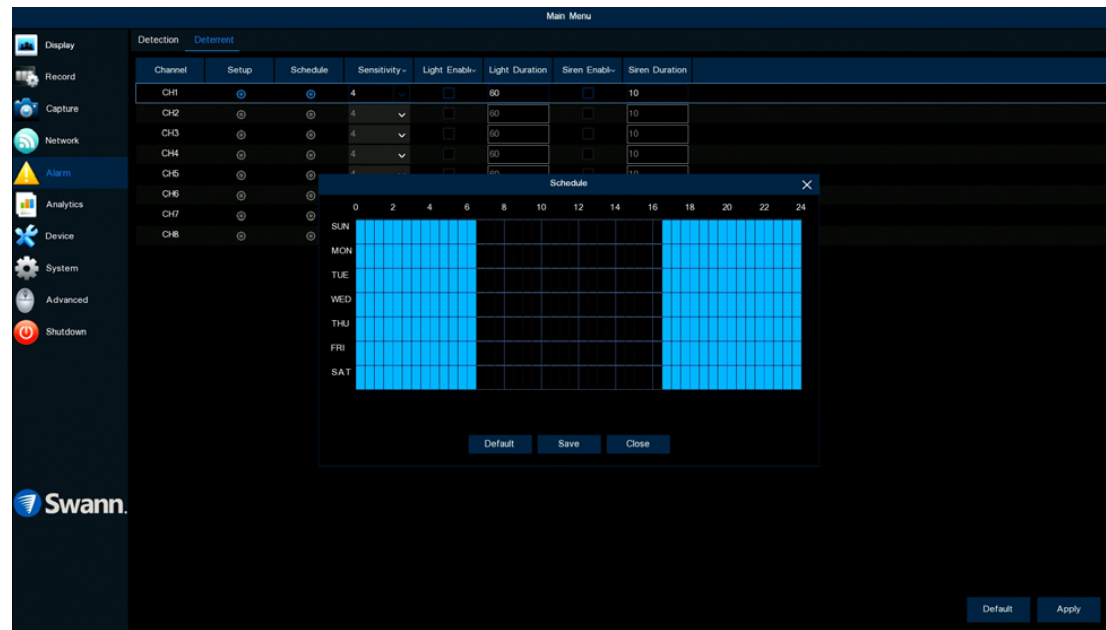 Main Menu
Display
Record
Capture
Network
Alarm
Analytics
Device
System
Advanced
Shutdown
Swann.
Detection Deterrent
Channel Setup Schedule Sensitivity Light Enabl Light Duration Siren Enabl Siren Duration
CH1 4 60 10
CH2 4 60 10
CH3 4 60 10
CH4 4 60 10
CH5
CH6
CH7
CH8
Schedule
0 2 4 6 8 10 12 14 16 18 20 22 24
SUN
MON
TUE
WED
THU
FRI
SAT
Default Save Close
Default Apply